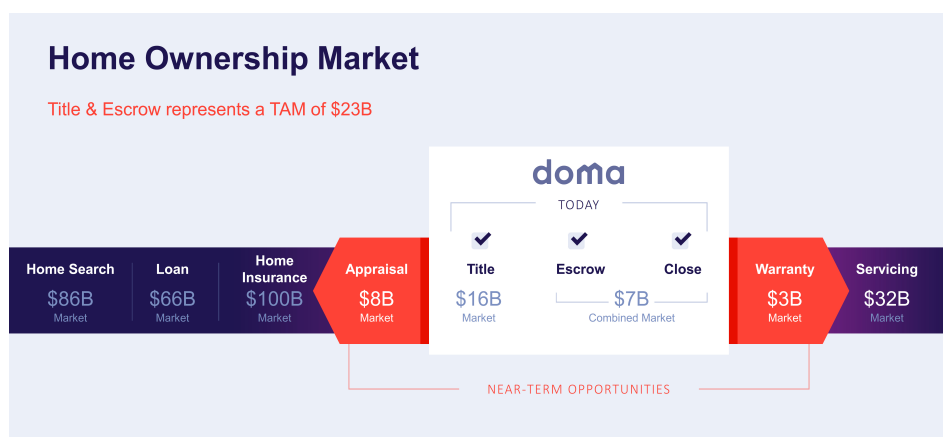 Home Ownership Market
Title & Escrow represents a TAM of $23B
doma
TODAY
Home Search
$86B
Market
Loan
$66B
Market
Home
Insurance
$100B
Market
Appraisal
$8B
Market
Title
$16B
Market
Escrow
Close
$7B
Combined Market
Warranty
$3B
Market
Servicing
$32B
Market
NEAR-TERM OPPORTUNITIES